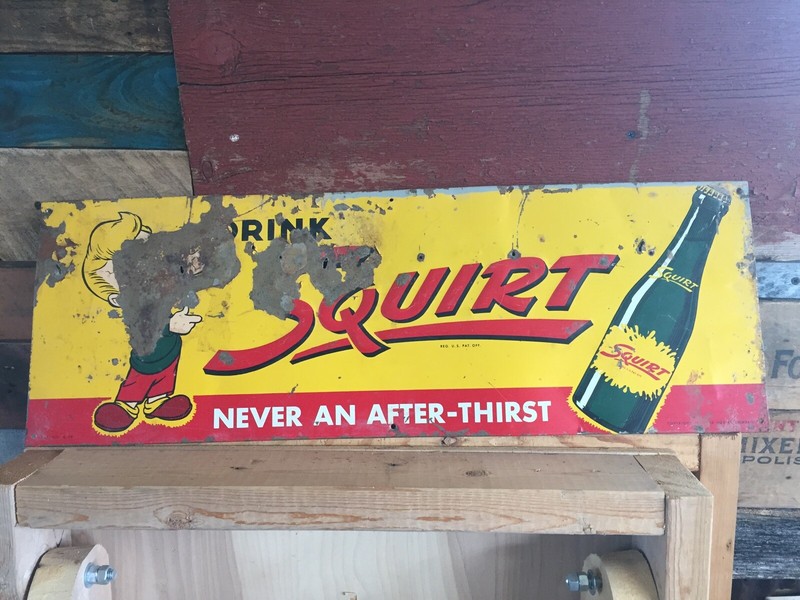 DRINK
SQUIRT
REG. U.S. PAT. OFF.
NEVER AN AFTER-THIRST
SQUIRT
SQUIRT